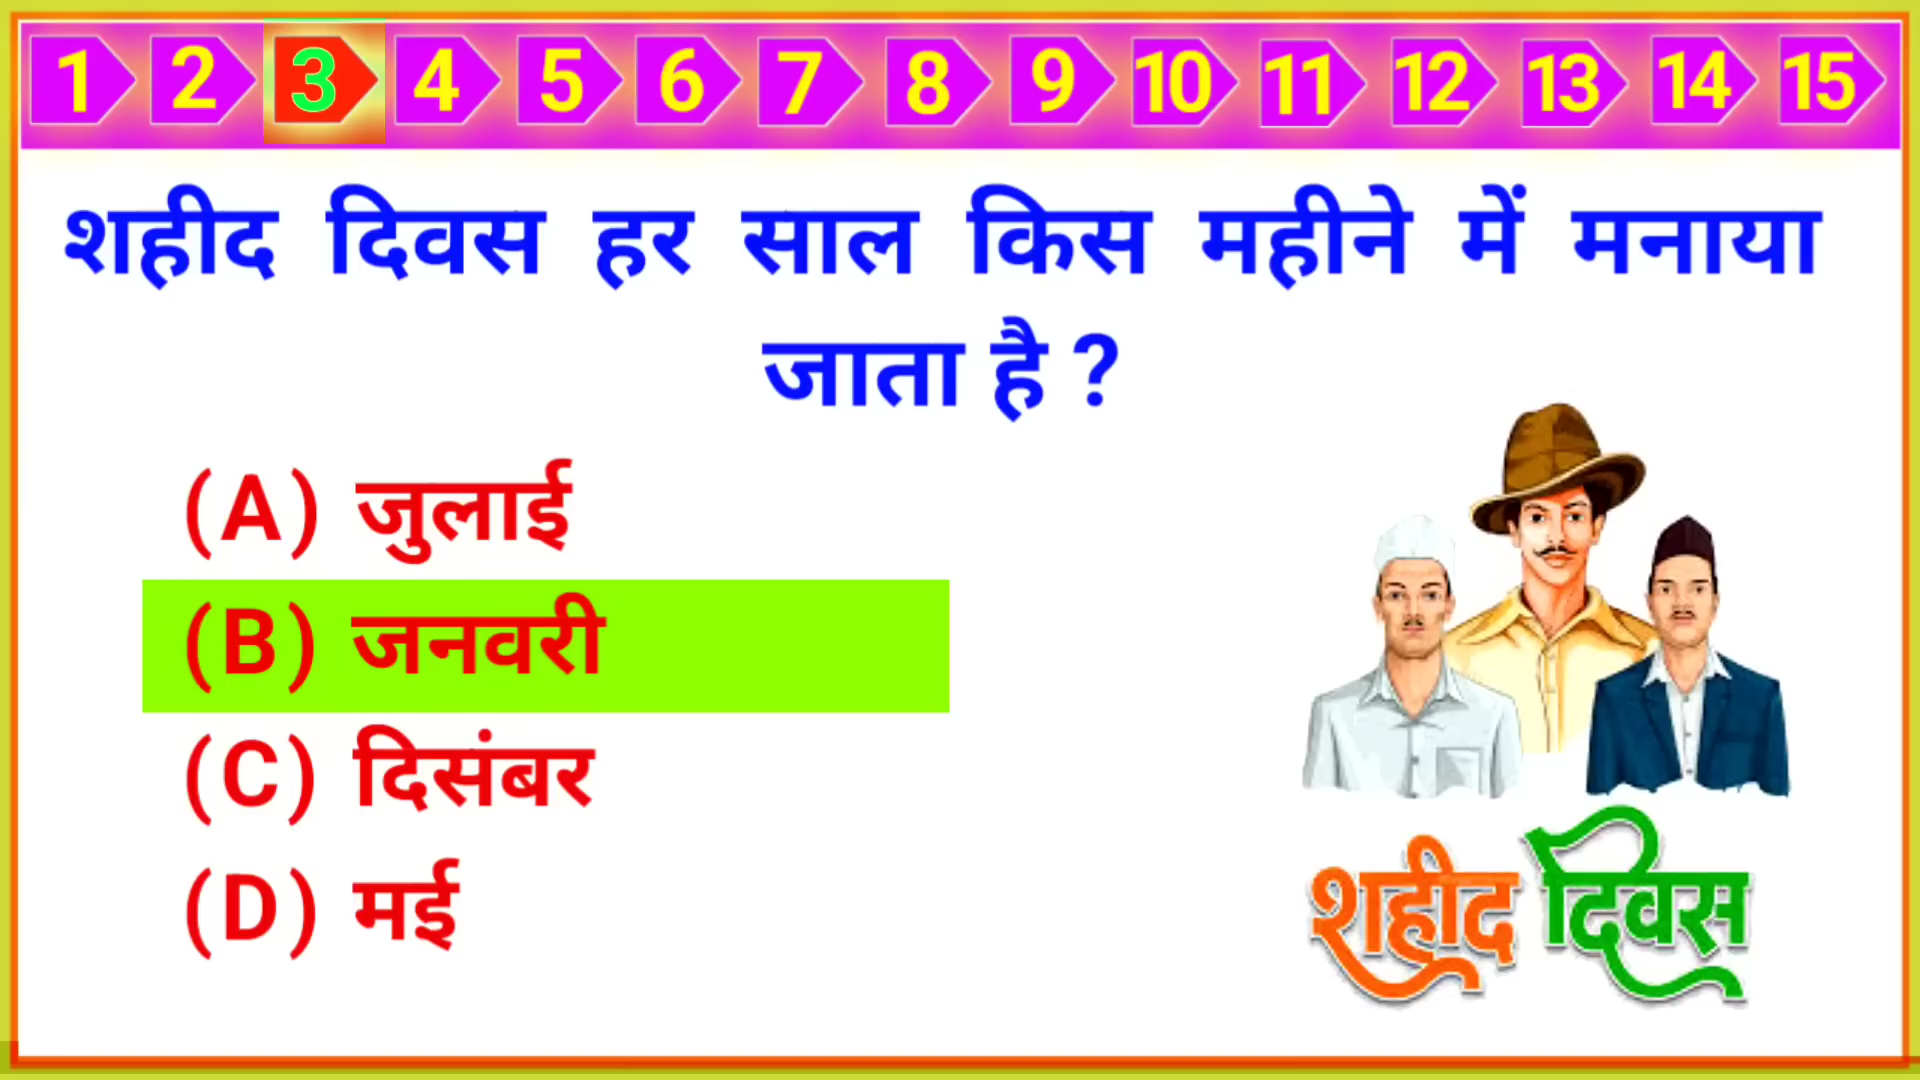 1 2 3 4 5 6 7 8 9 10 11 12 13 14 15
शहीद दिवस हर साल किस महीने में मनाया
जाता है ?
(A) जुलाई
(B) जनवरी
(C) दिसंबर
(D) मई
शहीद दिवस